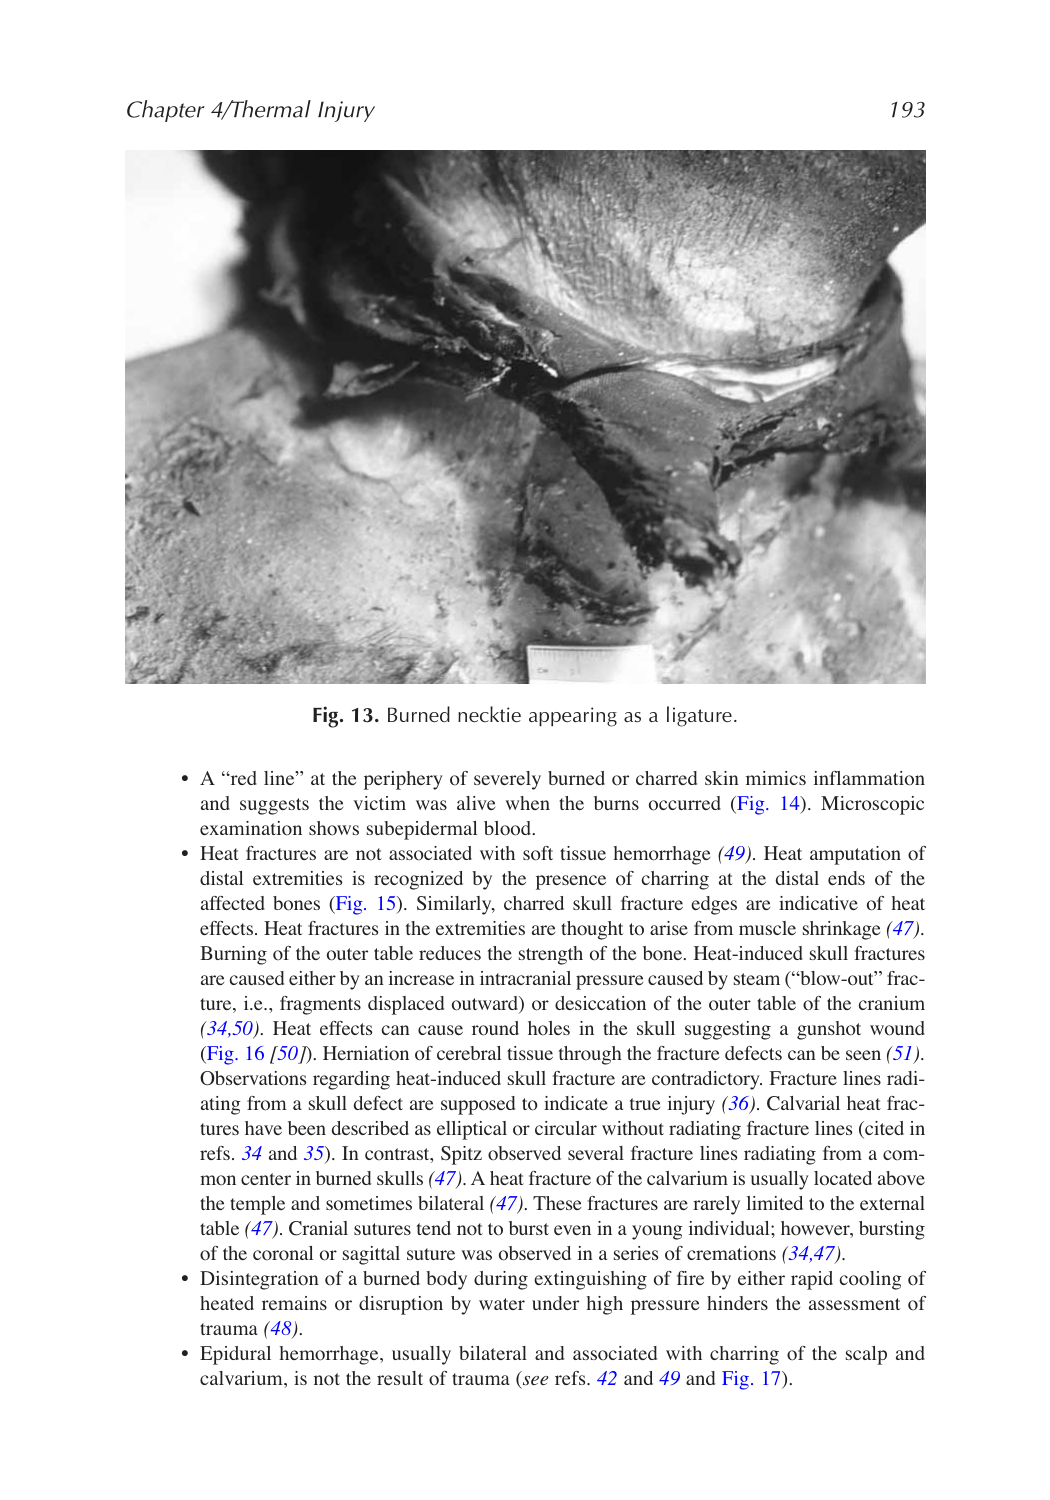 Chapter 4/Thermal Injury 193
Fig. 13. Burned necktie appearing as a ligature.
• A “red line” at the periphery of severely burned or charred skin mimics inflammation
and suggests the victim was alive when the burns occurred (Fig. 14). Microscopic
examination shows subepidermal blood.
• Heat fractures are not associated with soft tissue hemorrhage (49). Heat amputation of
distal extremities is recognized by the presence of charring at the distal ends of the
affected bones (Fig. 15). Similarly, charred skull fracture edges are indicative of heat
effects. Heat fractures in the extremities are thought to arise from muscle shrinkage (47).
Burning of the outer table reduces the strength of the bone. Heat-induced skull fractures
are caused either by an increase in intracranial pressure caused by steam (“blow-out” frac-
ture, i.e., fragments displaced outward) or desiccation of the outer table of the cranium
(34,50). Heat effects can cause round holes in the skull suggesting a gunshot wound
(Fig. 16 [50]). Herniation of cerebral tissue through the fracture defects can be seen (51).
Observations regarding heat-induced skull fracture are contradictory. Fracture lines radi-
ating from a skull defect are supposed to indicate a true injury (36). Calvarial heat frac-
tures have been described as elliptical or circular without radiating fracture lines (cited in
refs. 34 and 35). In contrast, Spitz observed several fracture lines radiating from a com-
mon center in burned skulls (47). A heat fracture of the calvarium is usually located above
the temple and sometimes bilateral (47). These fractures are rarely limited to the external
table (47). Cranial sutures tend not to burst even in a young individual; however, bursting
of the coronal or sagittal suture was observed in a series of cremations (34,47).
• Disintegration of a burned body during extinguishing of fire by either rapid cooling of
heated remains or disruption by water under high pressure hinders the assessment of
trauma (48).
• Epidural hemorrhage, usually bilateral and associated with charring of the scalp and
calvarium, is not the result of trauma (see refs. 42 and 49 and Fig. 17).